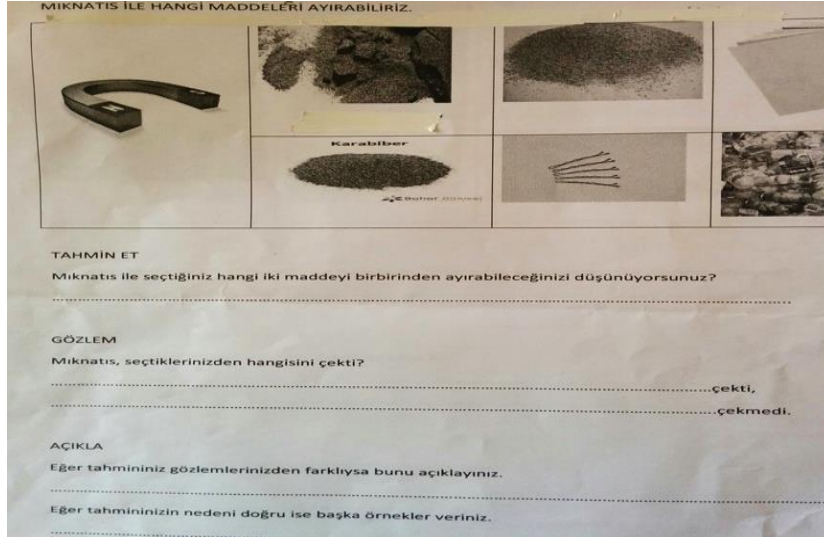 MIKNATIS İLE HANGİ MADDELERİ AYIRABİLİRİZ.
N
S
Karabiber
TAHMİN ET
Mıknatıs ile seçtiğiniz hangi iki maddeyi birbirinden ayırabileceğinizi düşünüyorsunuz?
GÖZLEM
Mıknatıs, seçtiklerinizden hangisini çekti?
çekti,
çekmedi.
AÇIKLA
Eğer tahmininiz gözlemlerinizden farklıysa bunu açıklayınız.
Eğer tahmininizin nedeni doğru ise başka örnekler veriniz.